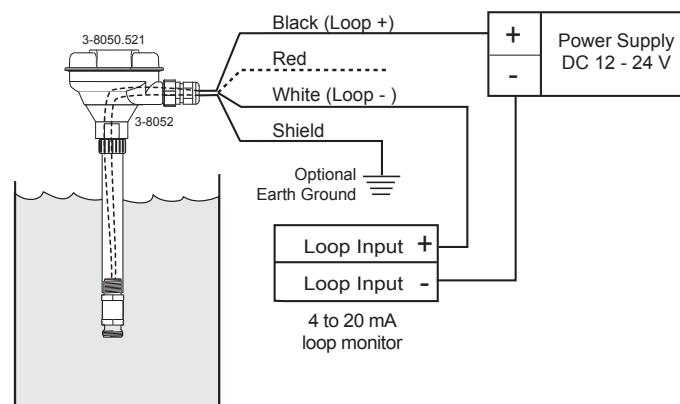 3-8050.521
3-8052
Black (Loop +)
Red
White (Loop - )
Shield
Optional
Earth Ground
+
-
Power Supply
DC 12 - 24 V
Loop Input +
Loop Input -
4 to 20 mA
loop monitor